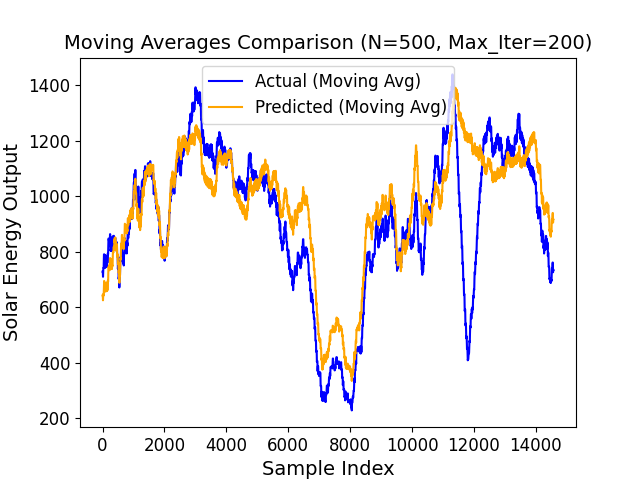 Moving Averages Comparison (N=500, Max_Iter=200)
Actual (Moving Avg)
Predicted (Moving Avg)
Solar Energy Output
1400
1200
1000
800
600
400
200
0 2000 4000 6000 8000 10000 12000 14000
Sample Index